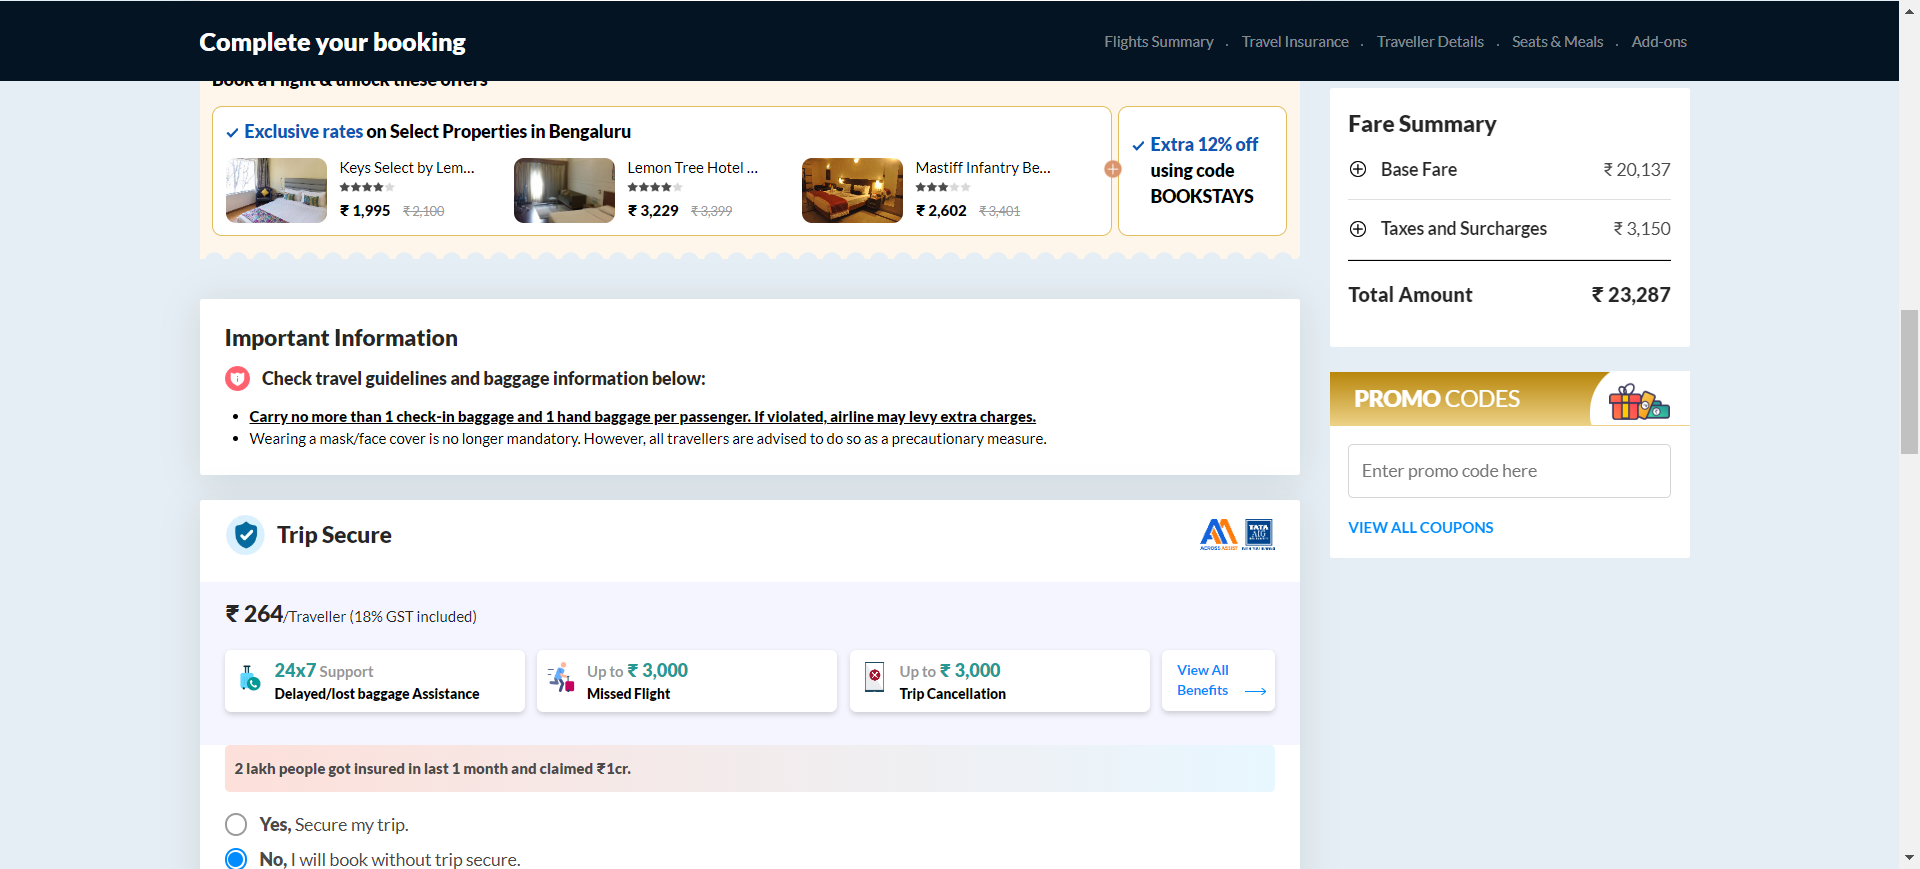 Complete your booking
Flights Summary . Travel Insurance . Traveller Details . Seats & Meals . Add-ons
Book a Flight & unlock these offers
Exclusive rates on Select Properties in Bengaluru
Keys Select by Lem...
₹ 1,995 ₹ 2,100
Lemon Tree Hotel ...
₹ 3,229 ₹ 3,399
Mastiff Infantry Be...
₹ 2,602 ₹ 3,401
Extra 12% off
using code
BOOKSTAYS
Important Information
Check travel guidelines and baggage information below:
• Carry no more than 1 check-in baggage and 1 hand baggage per passenger. If violated, airline may levy extra charges.
• Wearing a mask/face cover is no longer mandatory. However, all travellers are advised to do so as a precautionary measure.
Trip Secure
ACROSS ASSIST
TATA
AIG
₹ 264/Traveller (18% GST included)
24x7 Support
Delayed/lost baggage Assistance
Up to ₹ 3,000
Missed Flight
Up to ₹ 3,000
Trip Cancellation
View All
Benefits
2 lakh people got insured in last 1 month and claimed ₹1cr.
Yes, Secure my trip.
No, I will book without trip secure.
Fare Summary
Base Fare ₹ 20,137
Taxes and Surcharges ₹ 3,150
Total Amount ₹ 23,287
PROMO CODES
Enter promo code here
VIEW ALL COUPONS